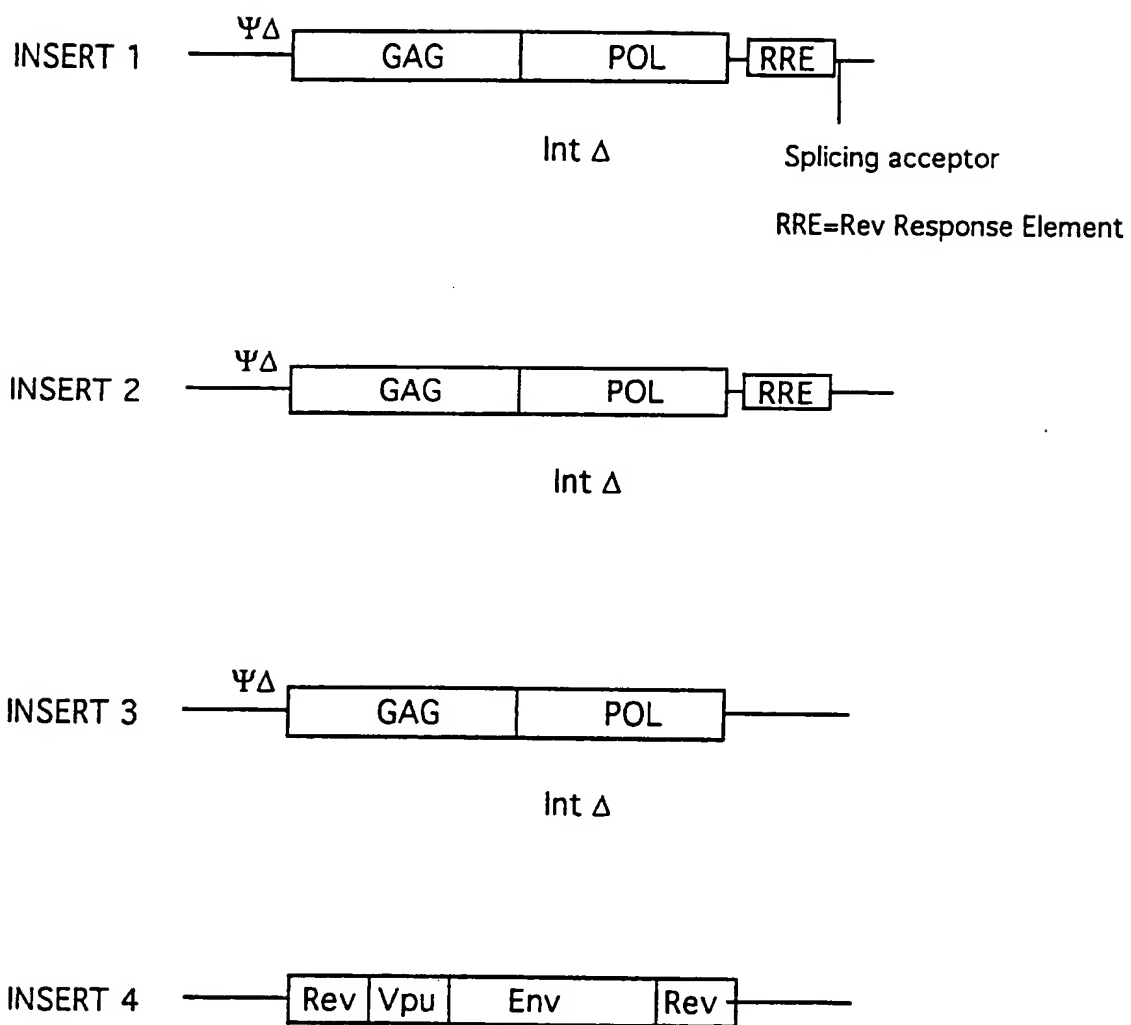 ΨΔ
INSERT 1 GAG POL RRE
Int Δ
Splicing acceptor
RRE=Rev Response Element
ΨΔ
INSERT 2 GAG POL RRE
Int Δ
ΨΔ
INSERT 3 GAG POL
Int Δ
INSERT 4 Rev Vpu Env Rev